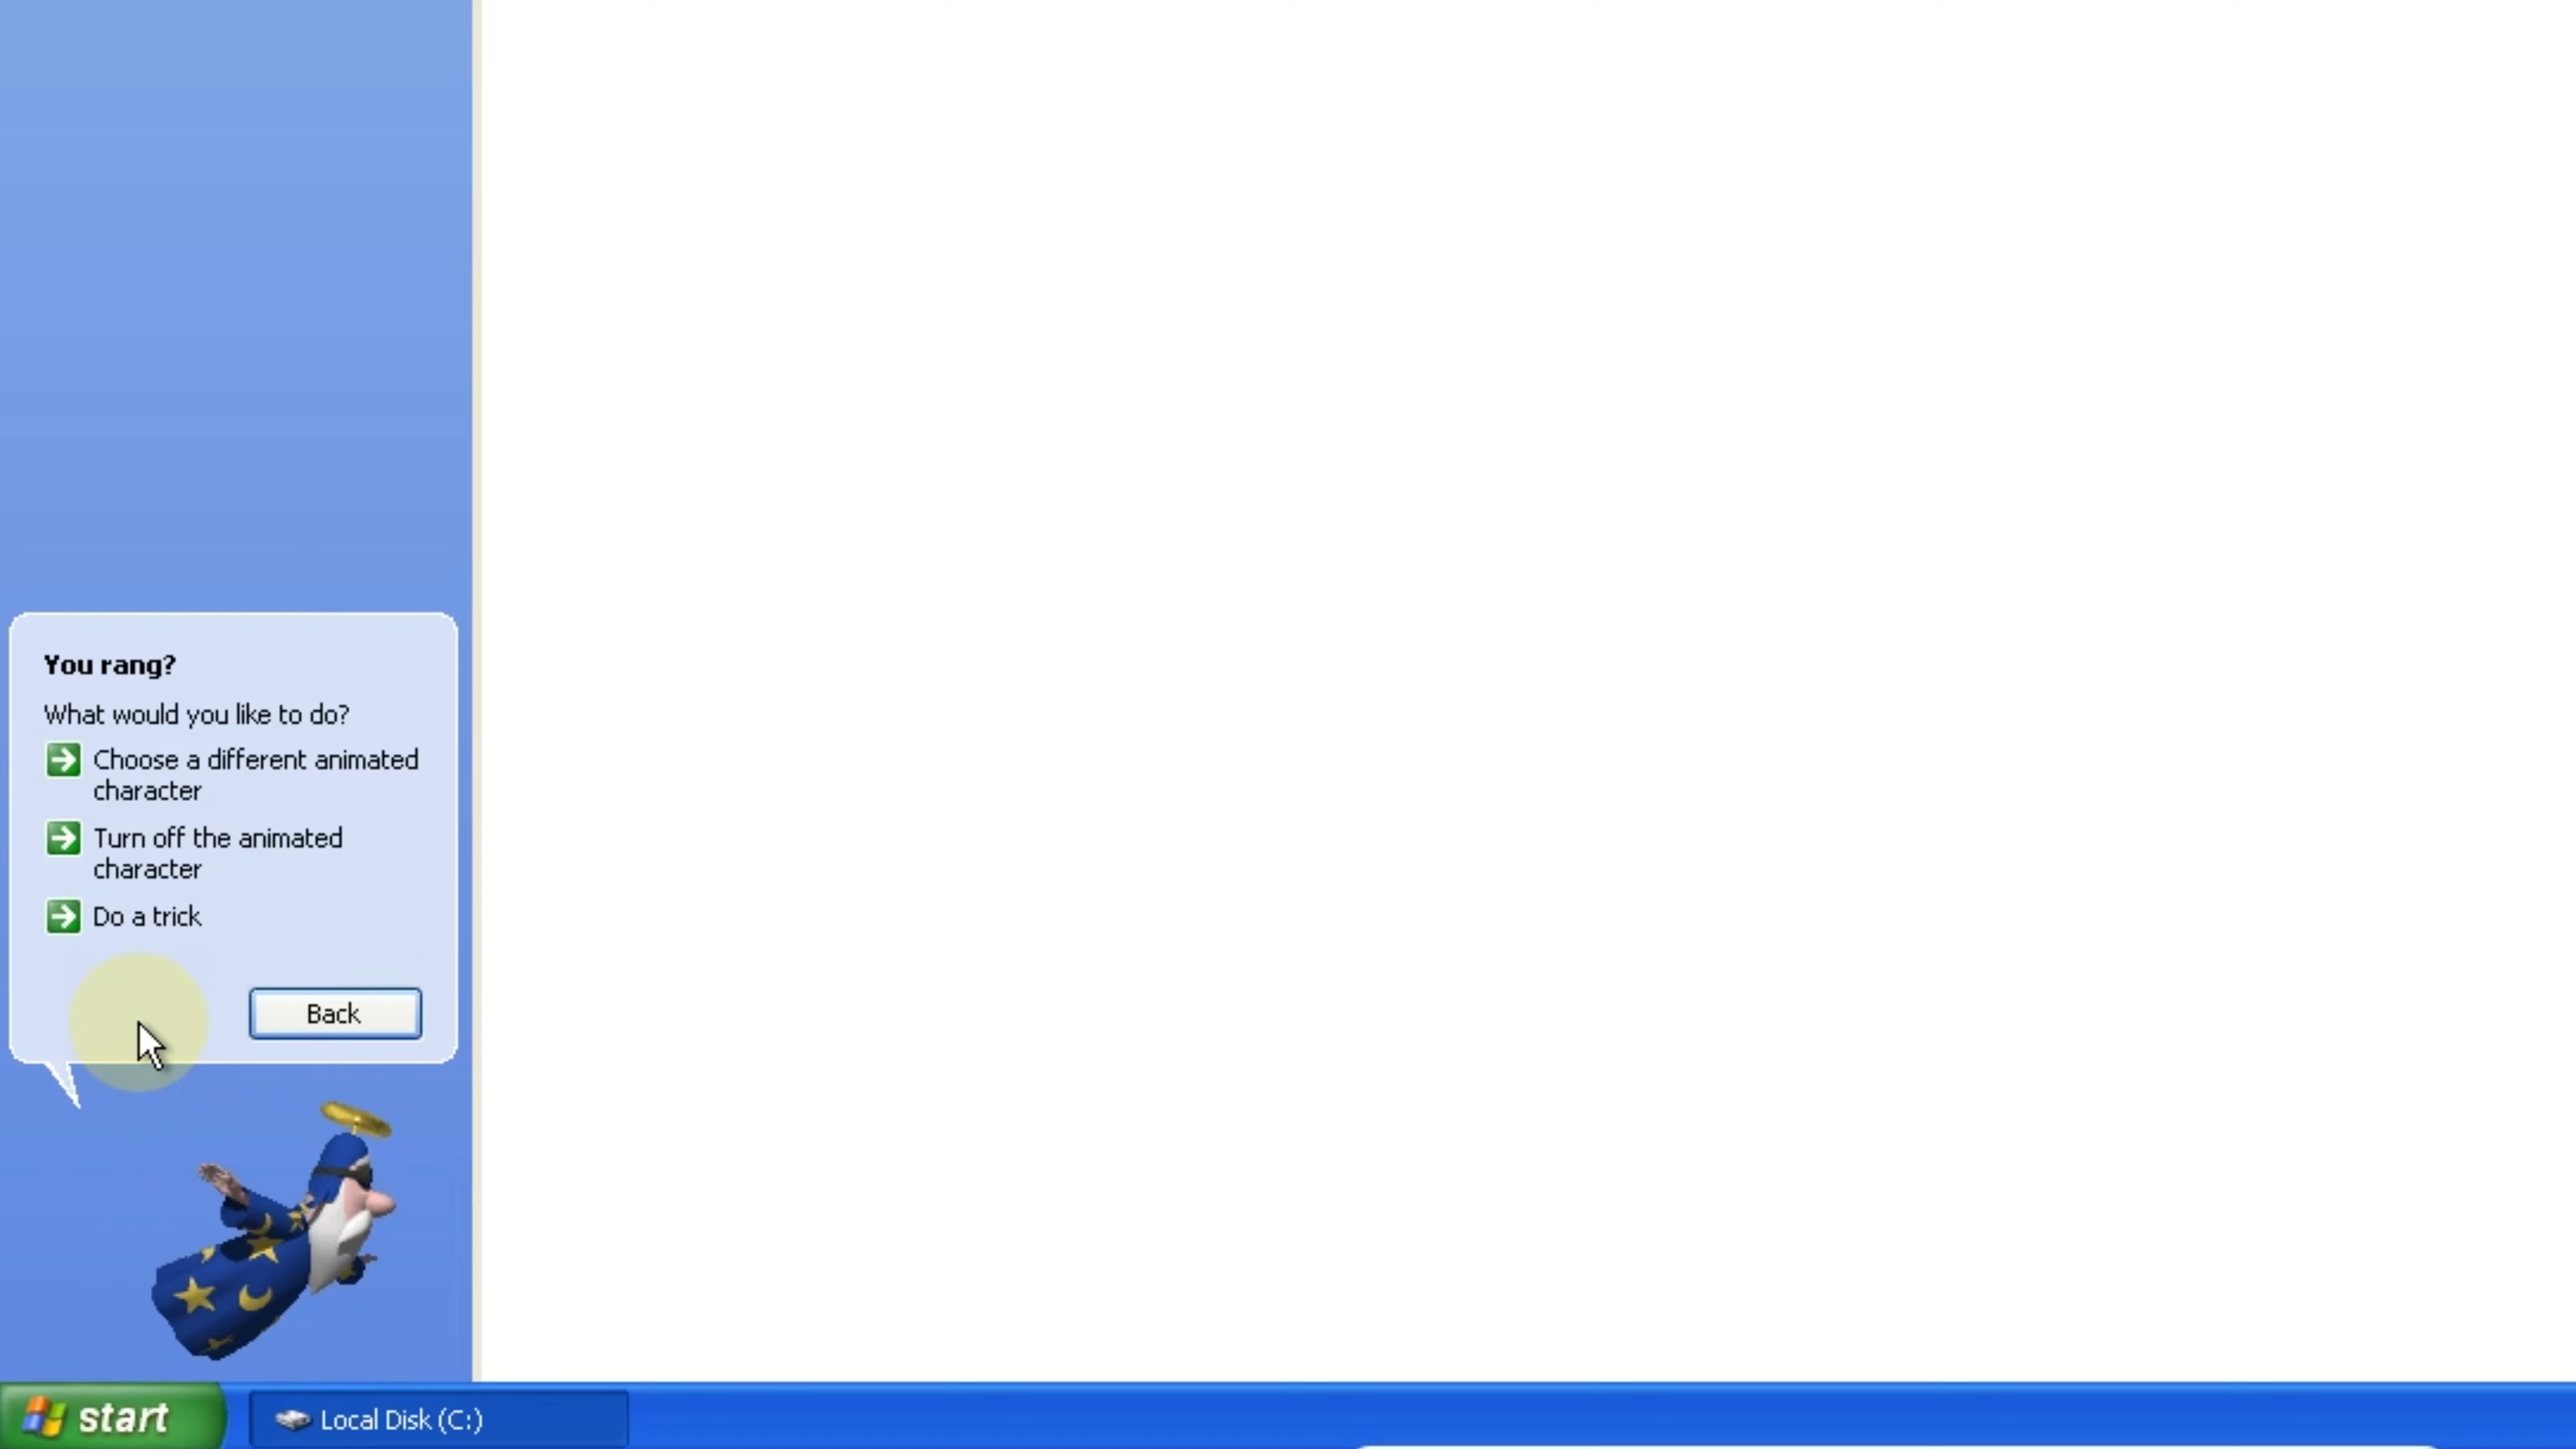 You rang?
What would you like to do?
Choose a different animated
character
Turn off the animated
character
Do a trick
Back
start
Local Disk (C:)